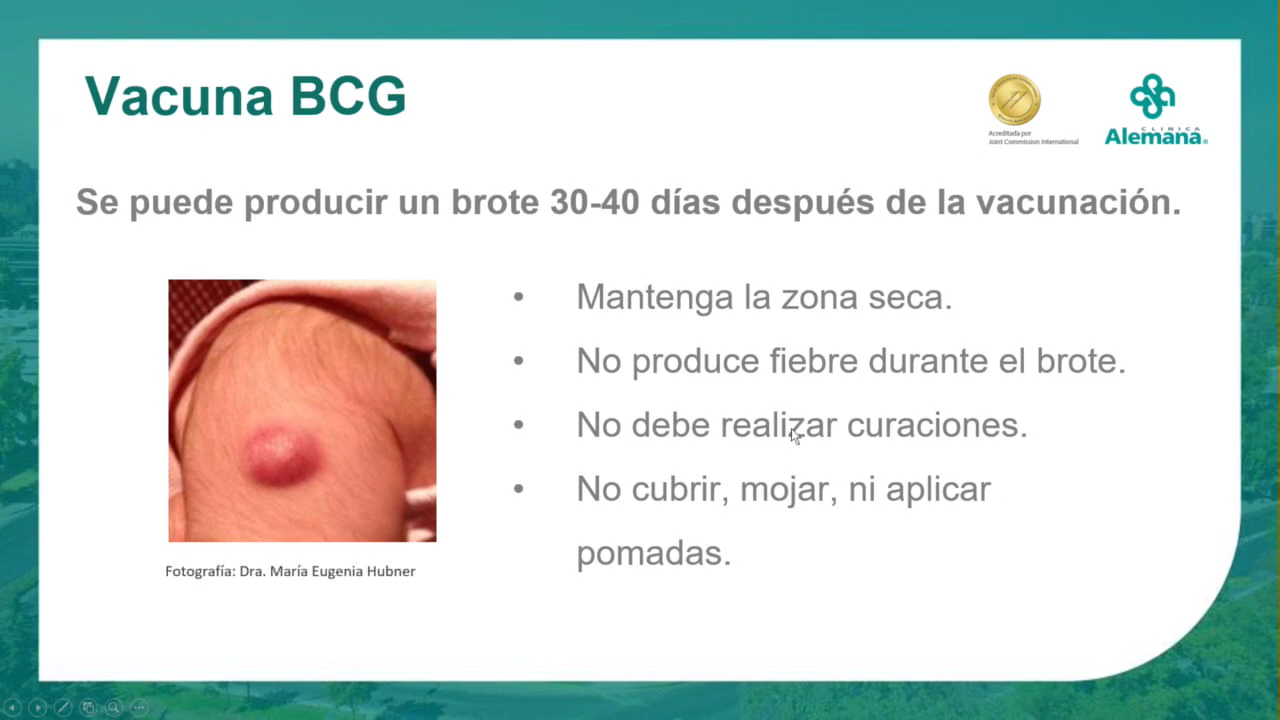 Vacuna BCG
Acreditada por
Joint Commission International
CLINICA
Alemana®
Se puede producir un brote 30-40 días después de la vacunación.
• Mantenga la zona seca.
• No produce fiebre durante el brote.
• No debe realizar curaciones.
• No cubrir, mojar, ni aplicar
pomadas.
Fotografía: Dra. María Eugenia Hubner